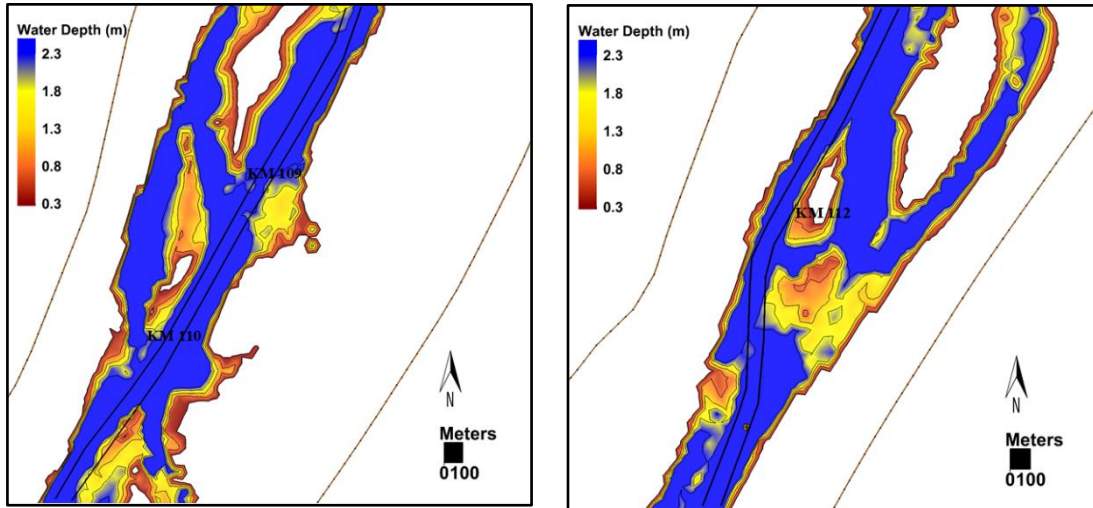 Water Depth (m)
2.3
1.8
1.3
0.8
0.3
KM 109
KM 110
N
Meters
0100
Water Depth (m)
2.3
1.8
1.3
0.8
0.3
KM 112
N
Meters
0100